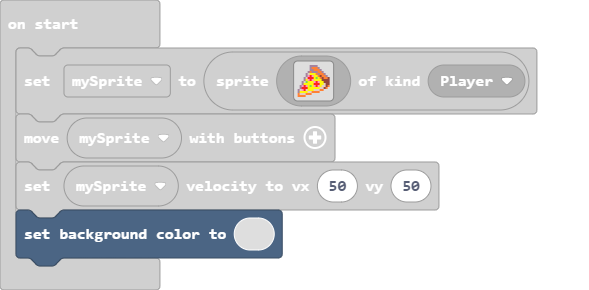 on start
set mySprite to sprite of kind Player
move mySprite with buttons
set mySprite velocity to vx 50 vy 50
set background color to